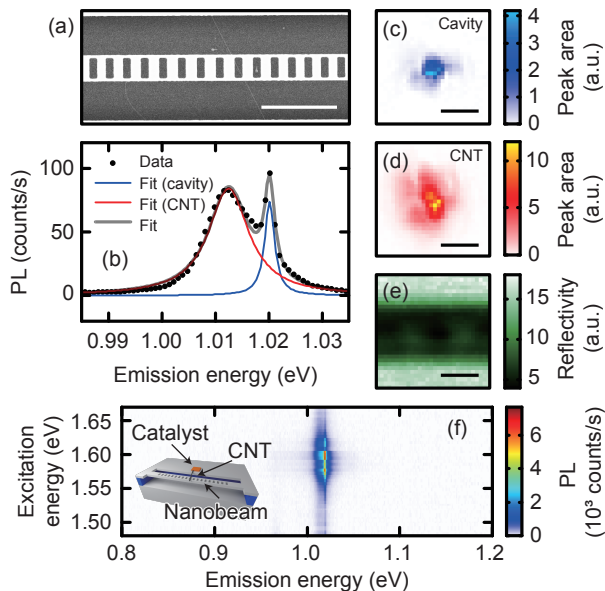 (a)
(c)
Cavity
4
3
2
1
0
Peak area
(a.u.)
Data
Fit (cavity)
Fit (CNT)
Fit
(b)
100
50
0
PL (counts/s)
0.99
1.00
1.01
1.02
1.03
Emission energy (eV)
(d)
CNT
10
5
0
Peak area
(a.u.)
(e)
15
10
5
Reflectivity
(a.u.)
(f)
1.65
1.60
1.55
1.50
Excitation
energy (eV)
Catalyst
CNT
Nanobeam
0.8
0.9
1.0
1.1
1.2
Emission energy (eV)
6
4
2
0
PL
(10³ counts/s)